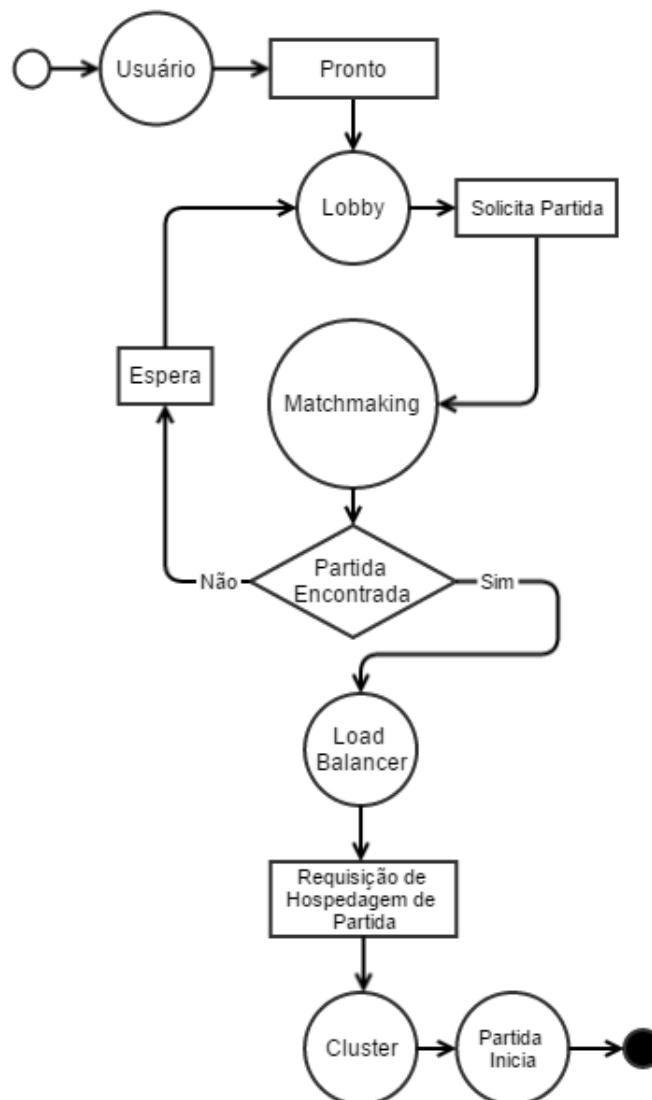 Usuário
Pronto
Lobby
Solicita Partida
Espera
Matchmaking
Partida
Encontrada
Não
Sim
Load
Balancer
Requisição de
Hospedagem de
Partida
Cluster
Partida
Inicia